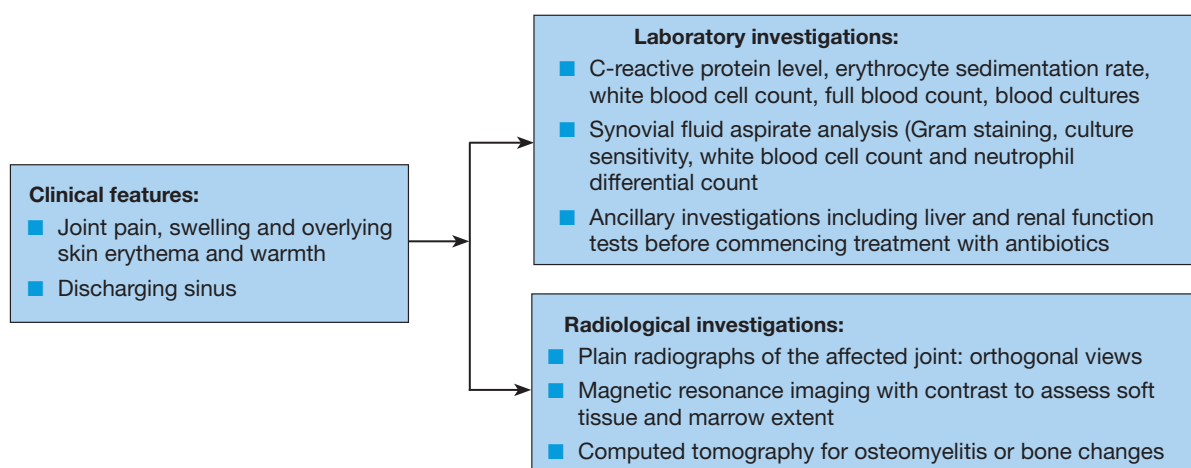 Clinical features:
Joint pain, swelling and overlying
skin erythema and warmth
Discharging sinus
Laboratory investigations:
C-reactive protein level, erythrocyte sedimentation rate,
white blood cell count, full blood count, blood cultures
Synovial fluid aspirate analysis (Gram staining, culture
sensitivity, white blood cell count and neutrophil
differential count
Ancillary investigations including liver and renal function
tests before commencing treatment with antibiotics
Radiological investigations:
Plain radiographs of the affected joint: orthogonal views
Magnetic resonance imaging with contrast to assess soft
tissue and marrow extent
Computed tomography for osteomyelitis or bone changes